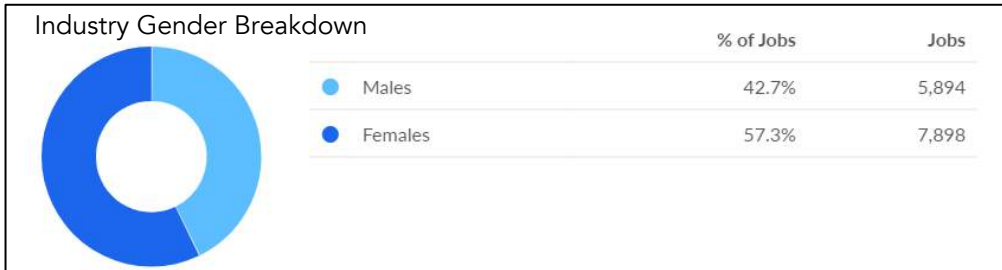 Industry Gender Breakdown
% of Jobs Jobs
Males 42.7% 5,894
Females 57.3% 7,898